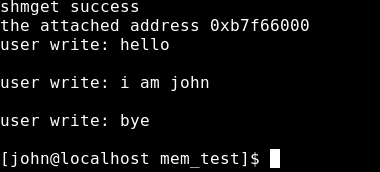 shmget success
the attached address 0xb7f66000
user write: hello
user write: i am john
user write: bye
[john@localhost mem_test]$